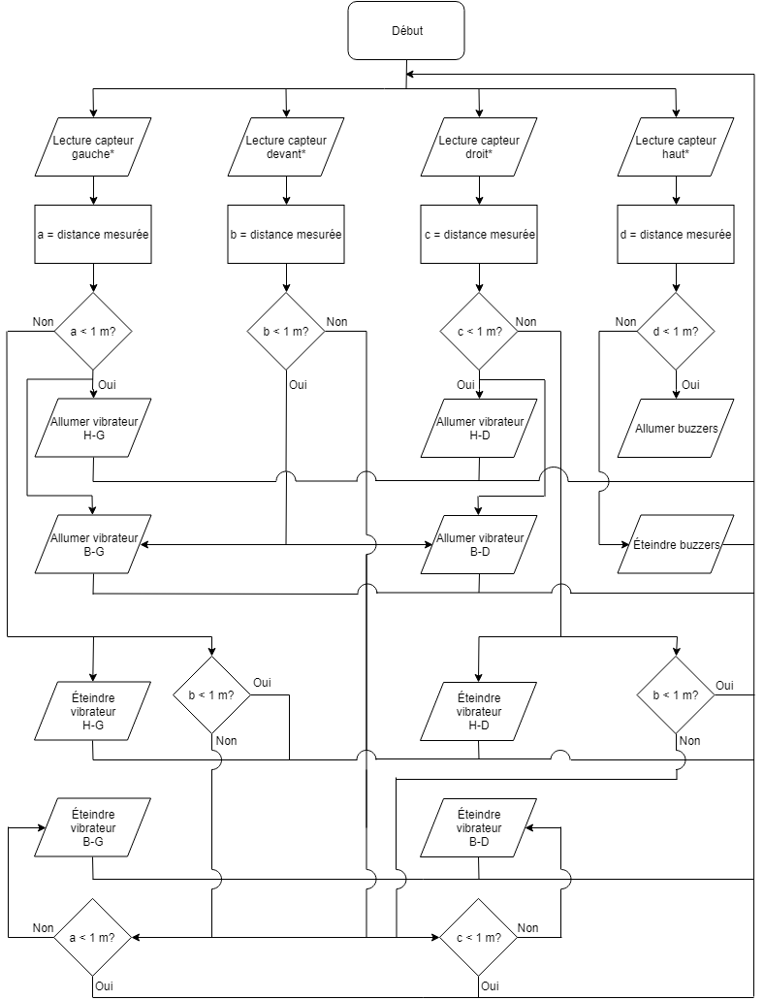 Début
Lecture capteur
gauche*
Lecture capteur
devant*
Lecture capteur
droit*
Lecture capteur
haut*
a = distance mesurée
b = distance mesurée
c = distance mesurée
d = distance mesurée
Non
a < 1 m?
b < 1 m?
Non
c < 1 m?
Non
Non
d < 1 m?
Oui
Oui
Oui
Oui
Allumer vibrateur
H-G
Allumer vibrateur
H-D
Allumer buzzers
Allumer vibrateur
B-G
Allumer vibrateur
B-D
Éteindre buzzers
Éteindre
vibrateur
H-G
b < 1 m?
Oui
Non
Éteindre
vibrateur
H-D
b < 1 m?
Oui
Non
Éteindre
vibrateur
B-G
Éteindre
vibrateur
B-D
Non
a < 1 m?
Oui
c < 1 m?
Non
Oui